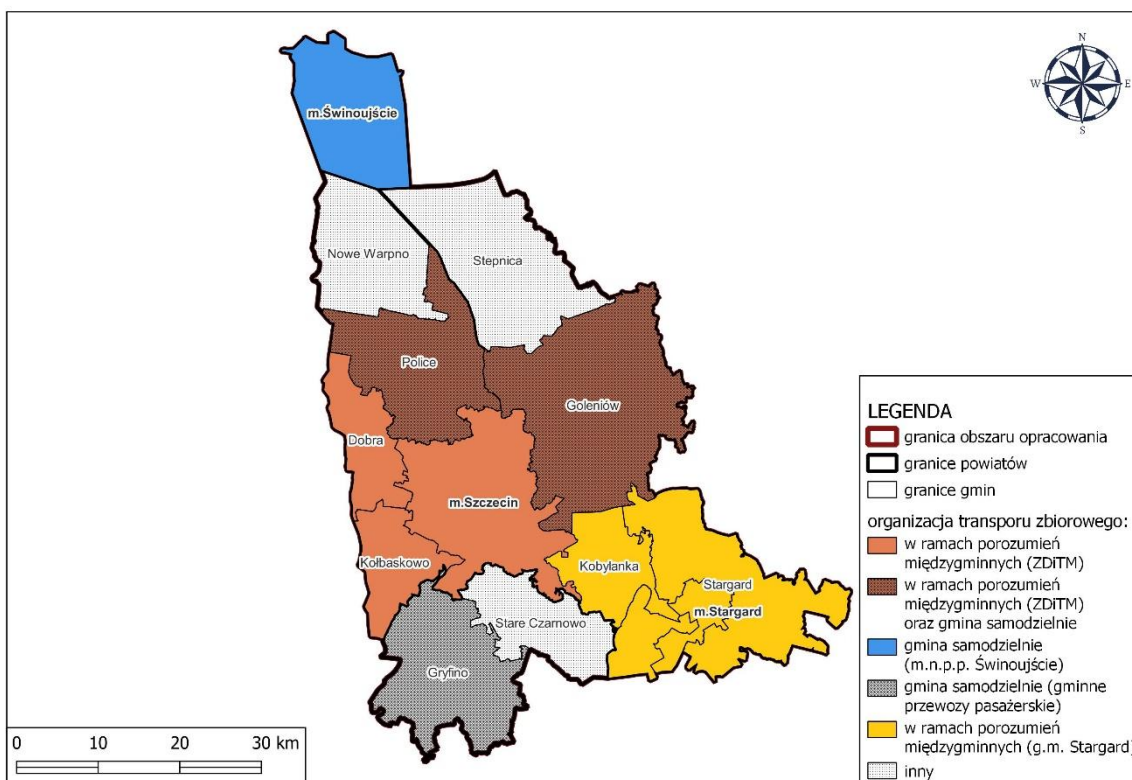 N
W
E
S
m.Świnoujście
Nowe Warpno
Stepnica
Police
Goleniów
Dobra
m.Szczecin
Kołbaskowo
Kobylanka
Stargard
m.Stargard
Stare Czarnowo
Gryfino
LEGENDA
granica obszaru opracowania
granice powiatów
granice gmin
organizacja transporu zbiorowego:
w ramach porozumień
międzygminnych (ZDiTM)
w ramach porozumień
międzygminnych (ZDiTM)
oraz gmina samodzielnie
gmina samodzielnie
(m.n.p.p. Świnoujście)
gmina samodzielnie (gminne
przewozy pasażerskie)
w ramach porozumień
międzygminnych (g.m. Stargard)
inny
0 10 20 30 km